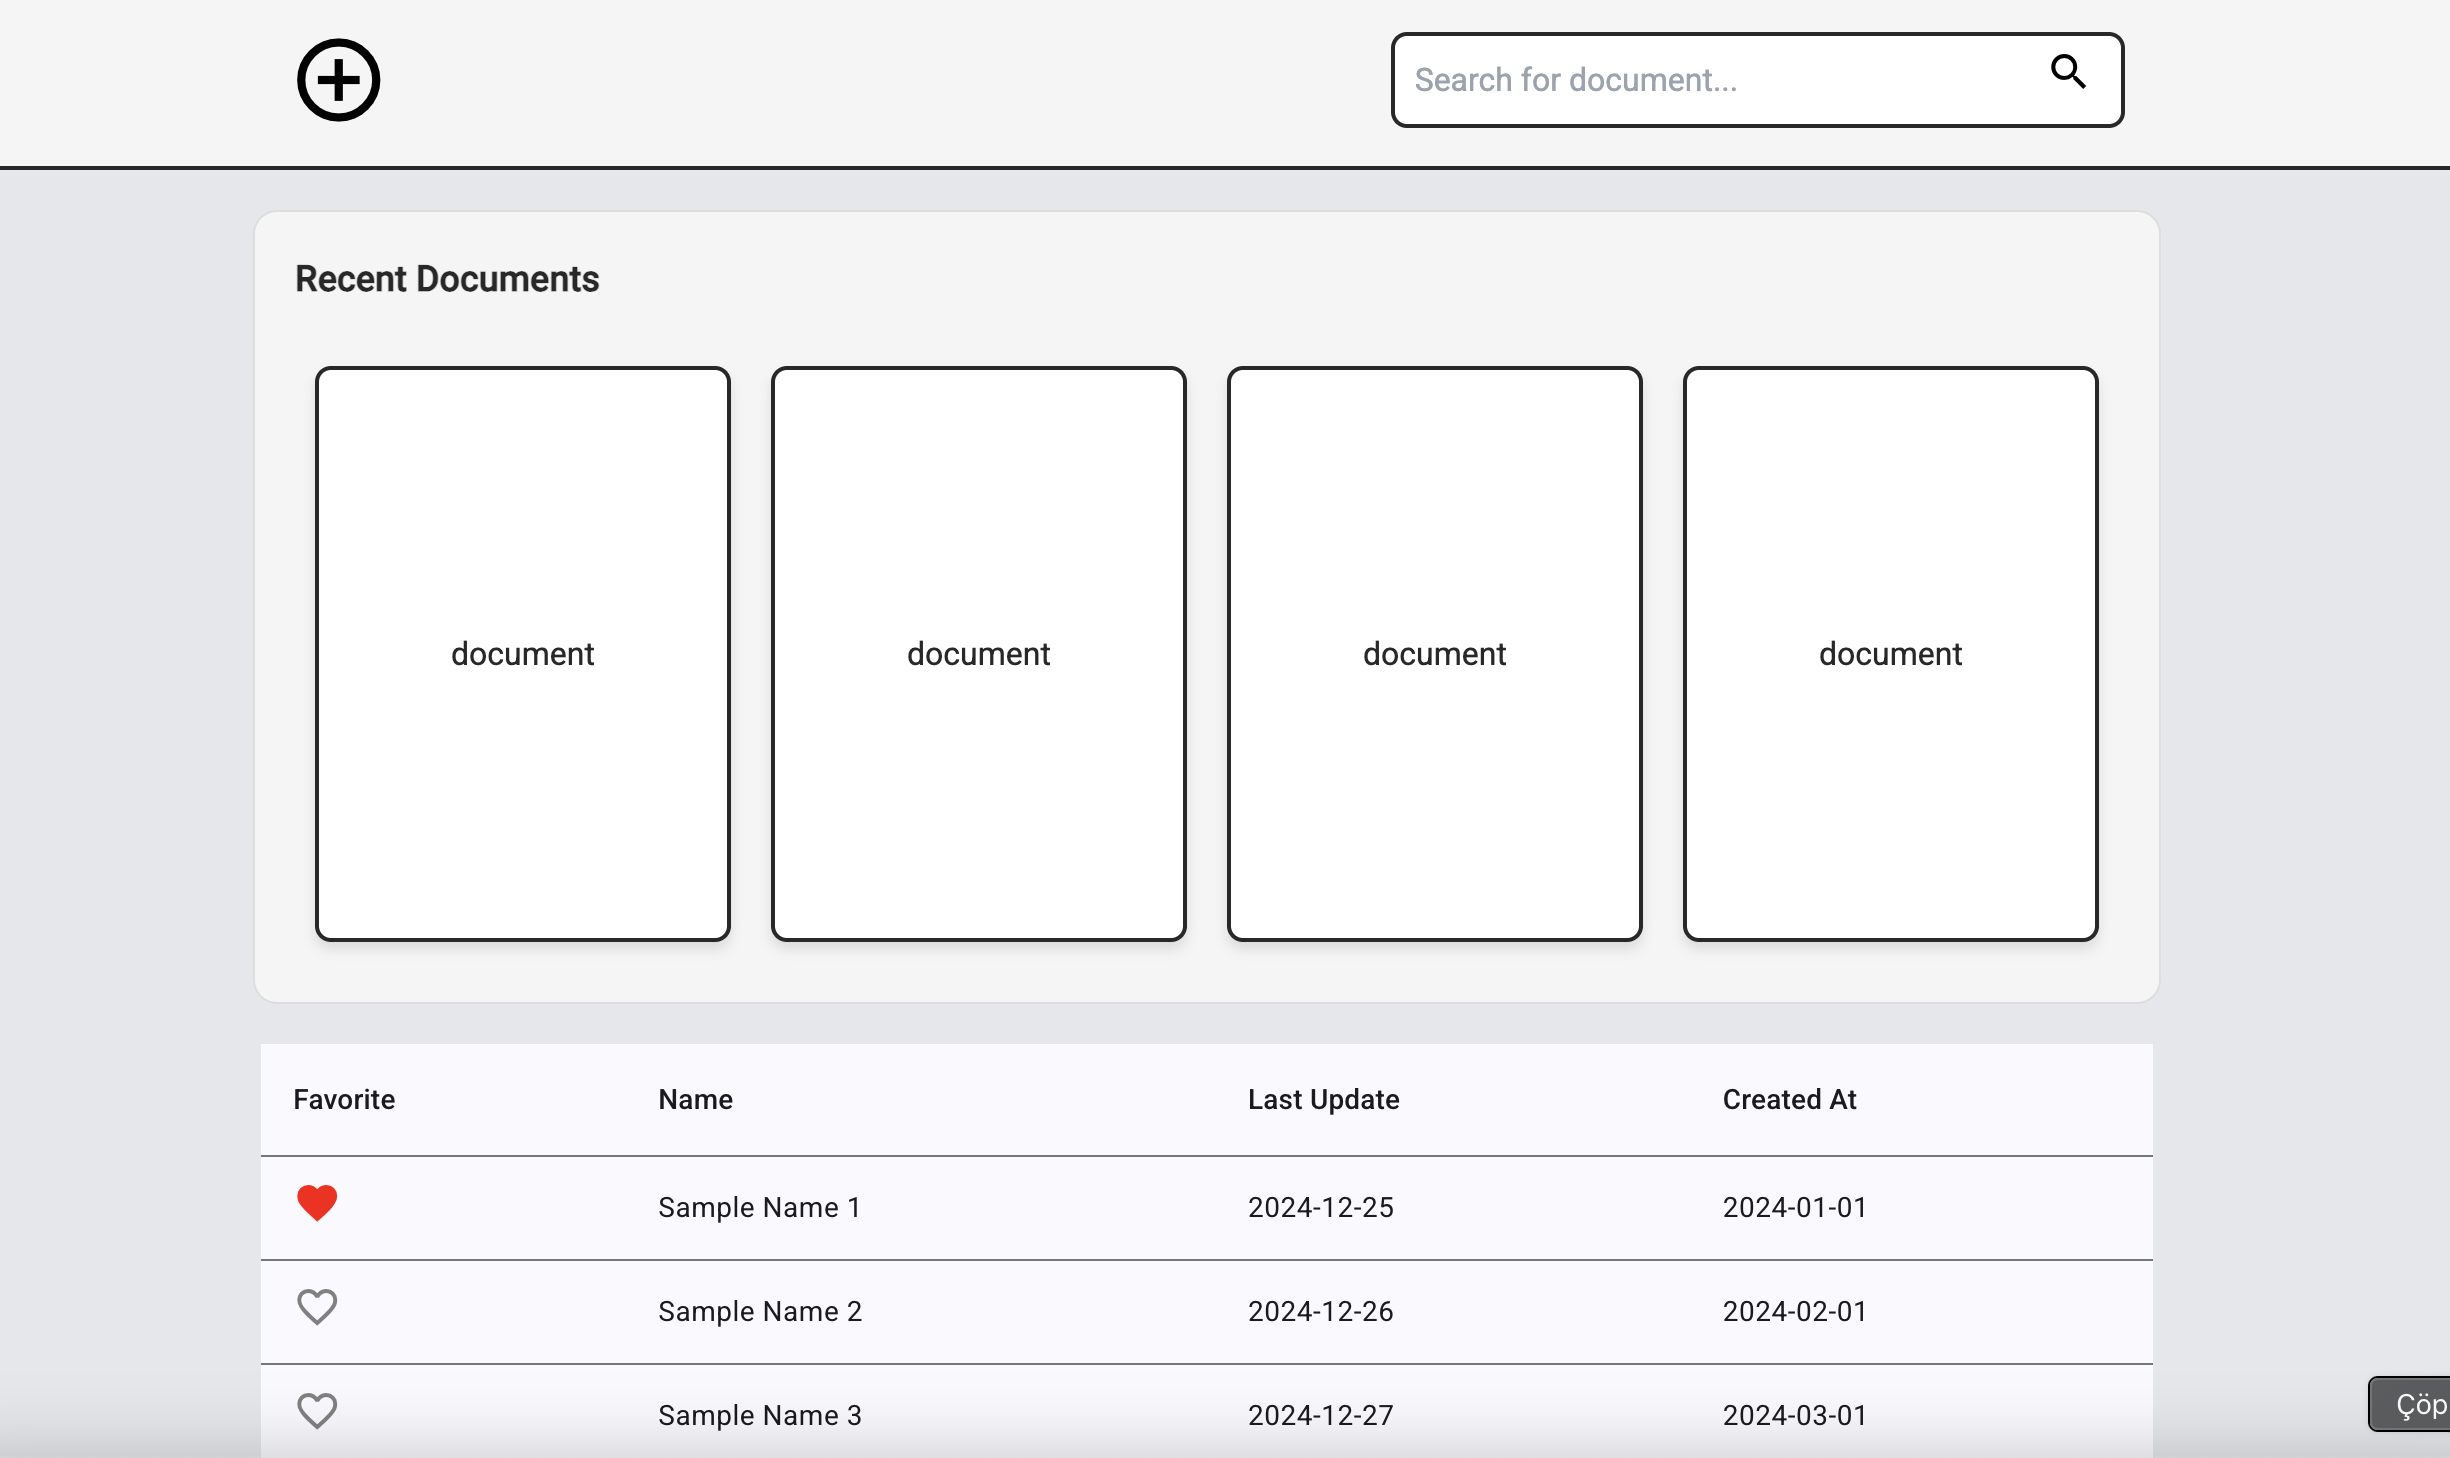 Search for document...
Recent Documents
document document document document
Favorite Name Last Update Created At
Sample Name 1 2024-12-25 2024-01-01
Sample Name 2 2024-12-26 2024-02-01
Sample Name 3 2024-12-27 2024-03-01
Çöp